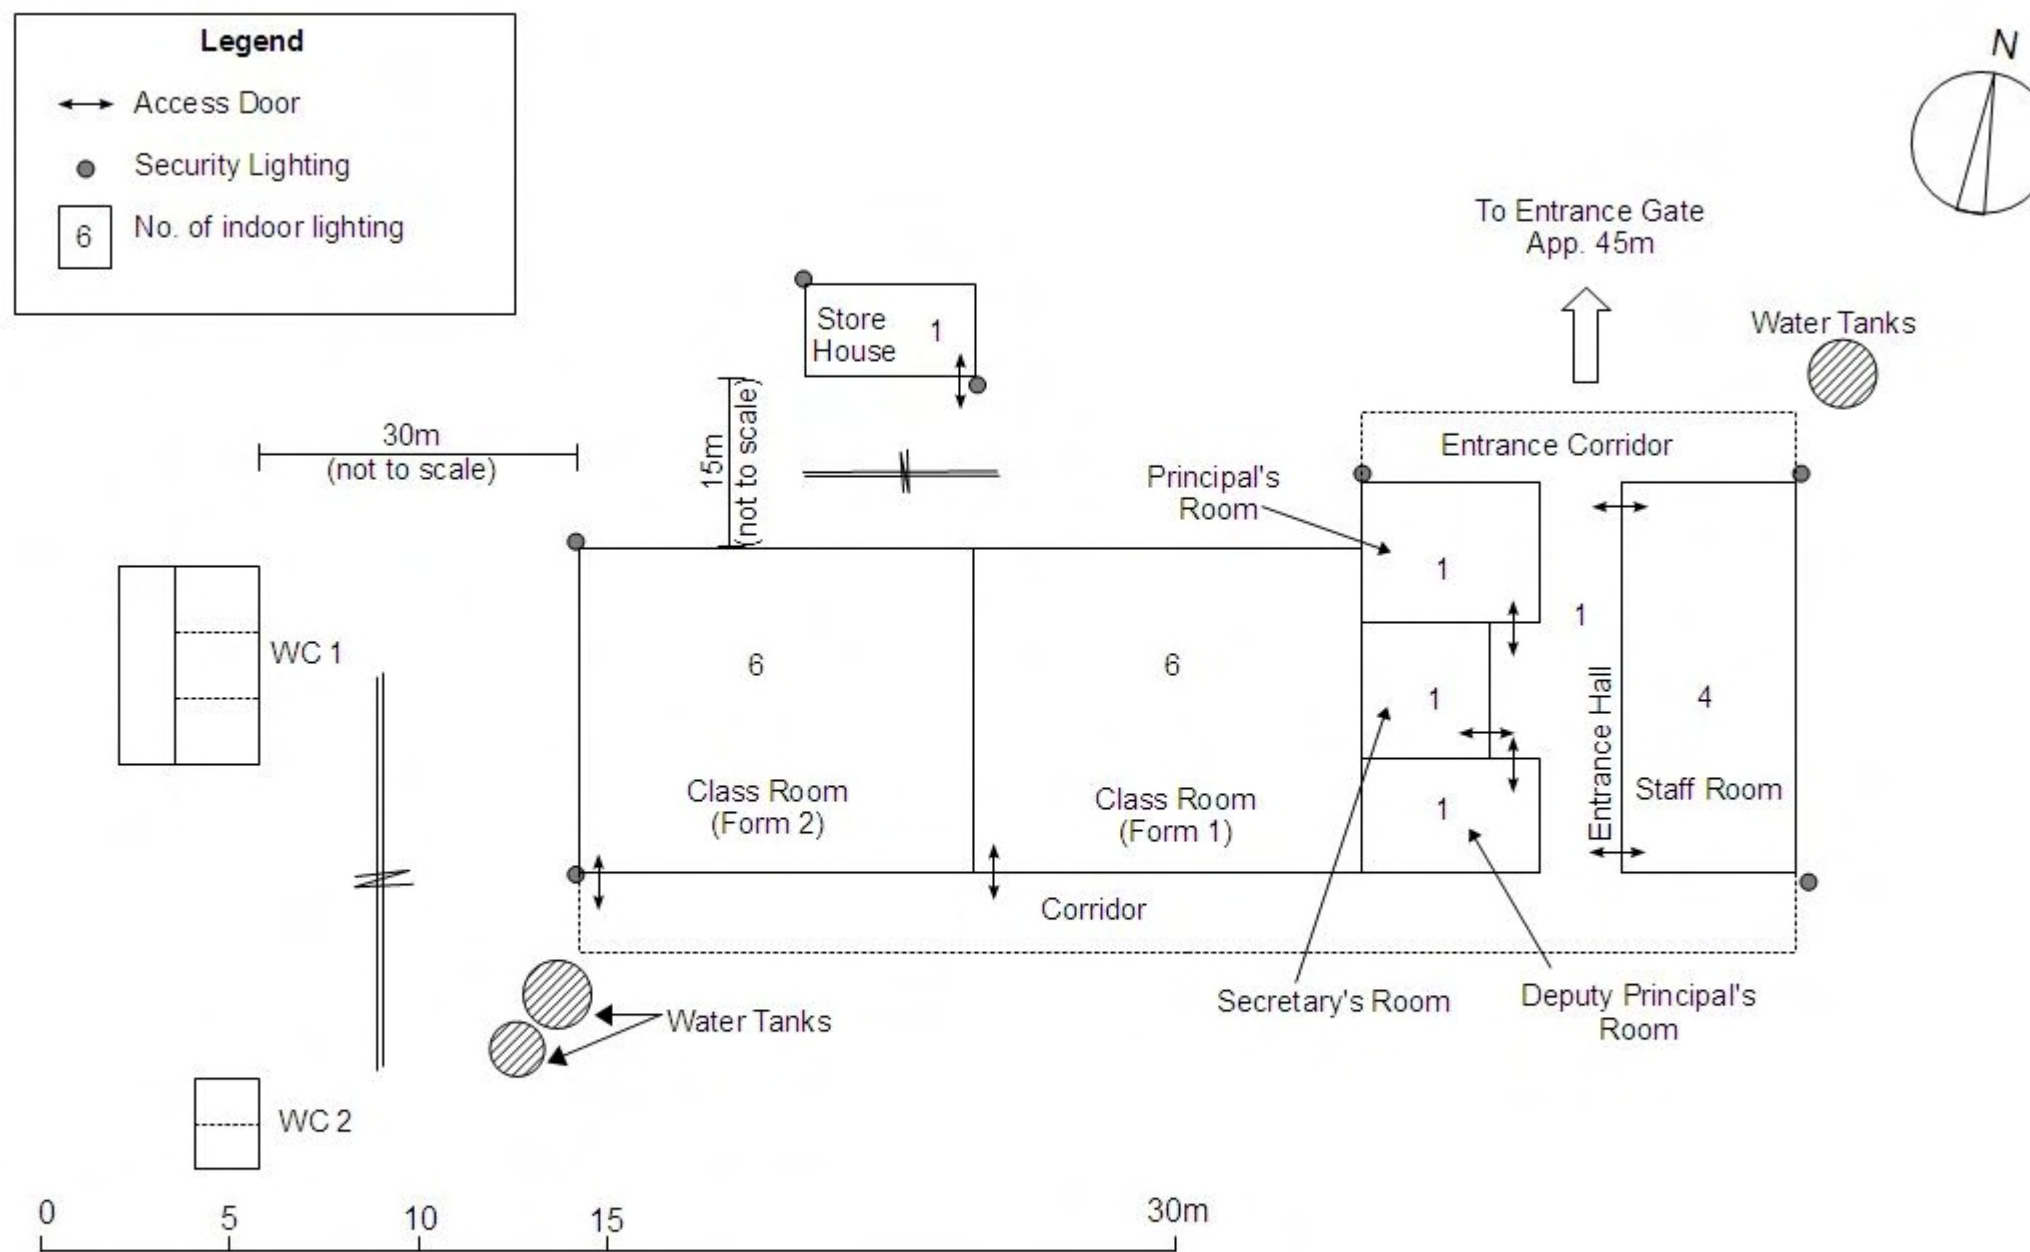 Legend
Access Door
Security Lighting
6
No. of indoor lighting
N
To Entrance Gate
App. 45m
Store
House
1
Water Tanks
30m
(not to scale)
15m
(not to scale)
Entrance Corridor
Principal's
Room
1
1
WC 1
6
6
1
Entrance Hall
4
Class Room
(Form 2)
Class Room
(Form 1)
1
Staff Room
Corridor
Secretary's Room
Deputy Principal's
Room
Water Tanks
WC 2
0
5
10
15
30m